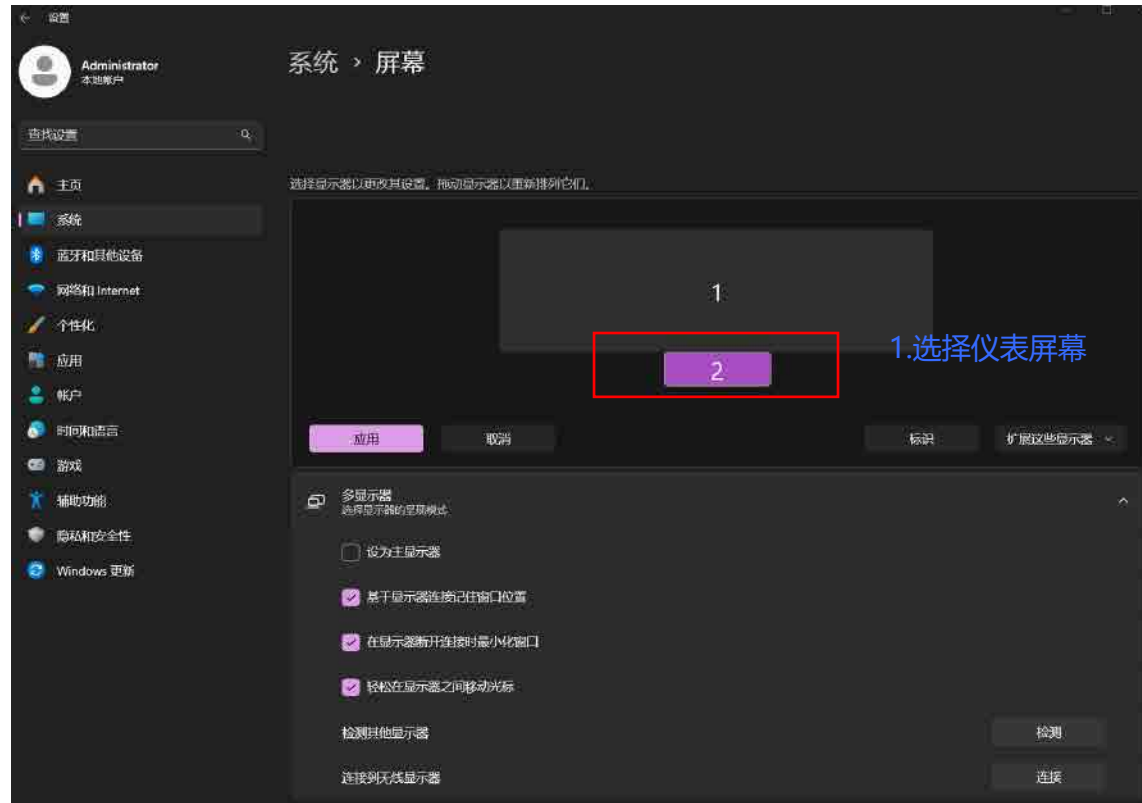 设置
Administrator
本地帐户
系统 › 屏幕
查找设置
主页
选择显示器以更改其设置。拖动显示器以重新排列它们。
系统
蓝牙和其他设备
网络和 Internet
1
个性化
1.选择仪表屏幕
应用
2
帐户
时间和语言
应用
取消
标识
扩展这些显示器
游戏
辅助功能
多显示器
选择显示器的呈现模式
隐私和安全性
设为主显示器
Windows 更新
基于显示器连接记住窗口位置
在显示器断开连接时最小化窗口
轻松在显示器之间移动光标
检测其他显示器
检测
连接到无线显示器
连接